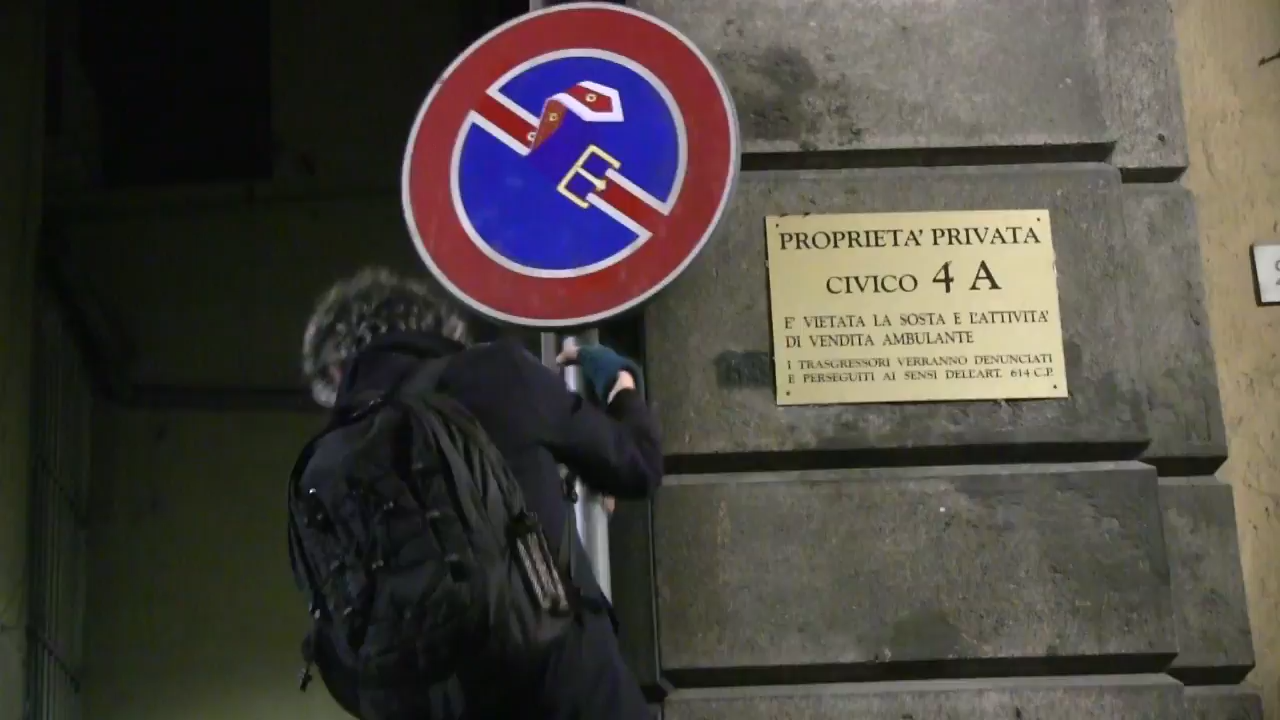 PROPRIETA' PRIVATA
CIVICO 4 A
E' VIETATA LA SOSTA E L'ATTIVITA'
DI VENDITA AMBULANTE
I TRASGRESSORI VERRANNO DENUNCIATI
E PERSEGUITI AI SENSI DELL'ART. 614 C.P.